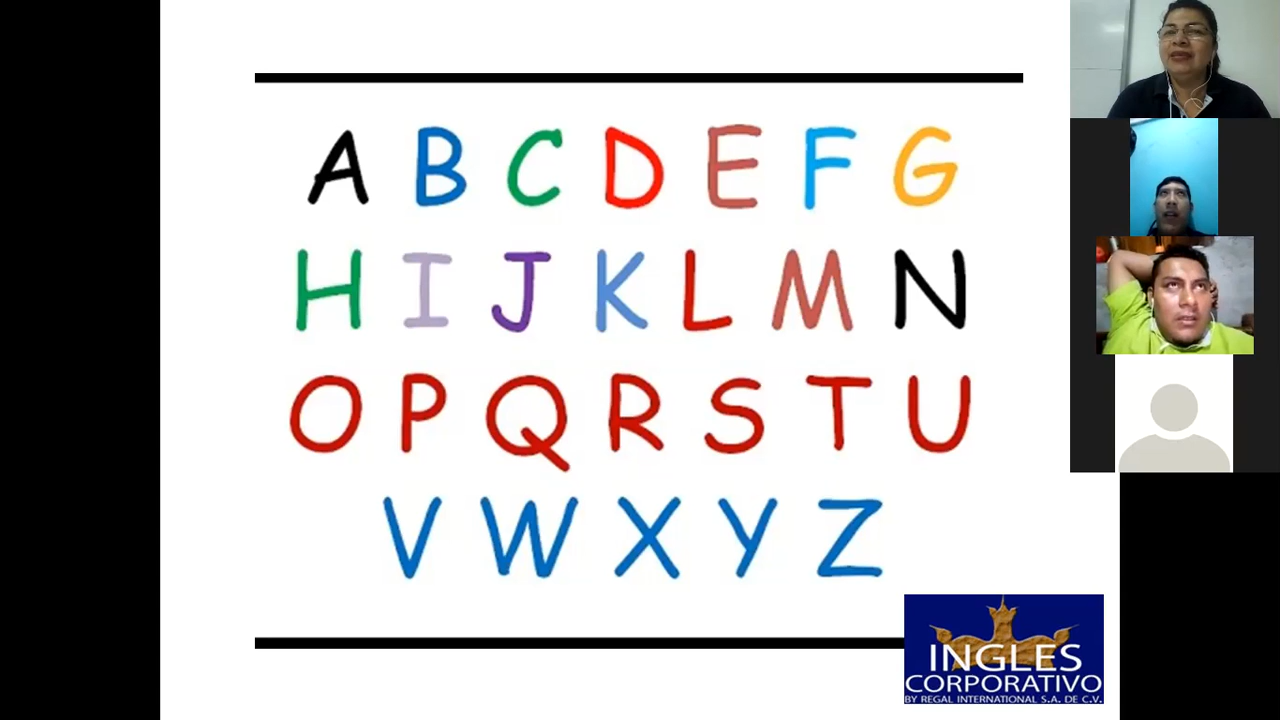 A B C D E F G
H I J K L M N
O P Q R S T U
V W X Y Z
INGLES
CORPORATIVO
BY REGAL INTERNATIONAL S.A. DE C.V.